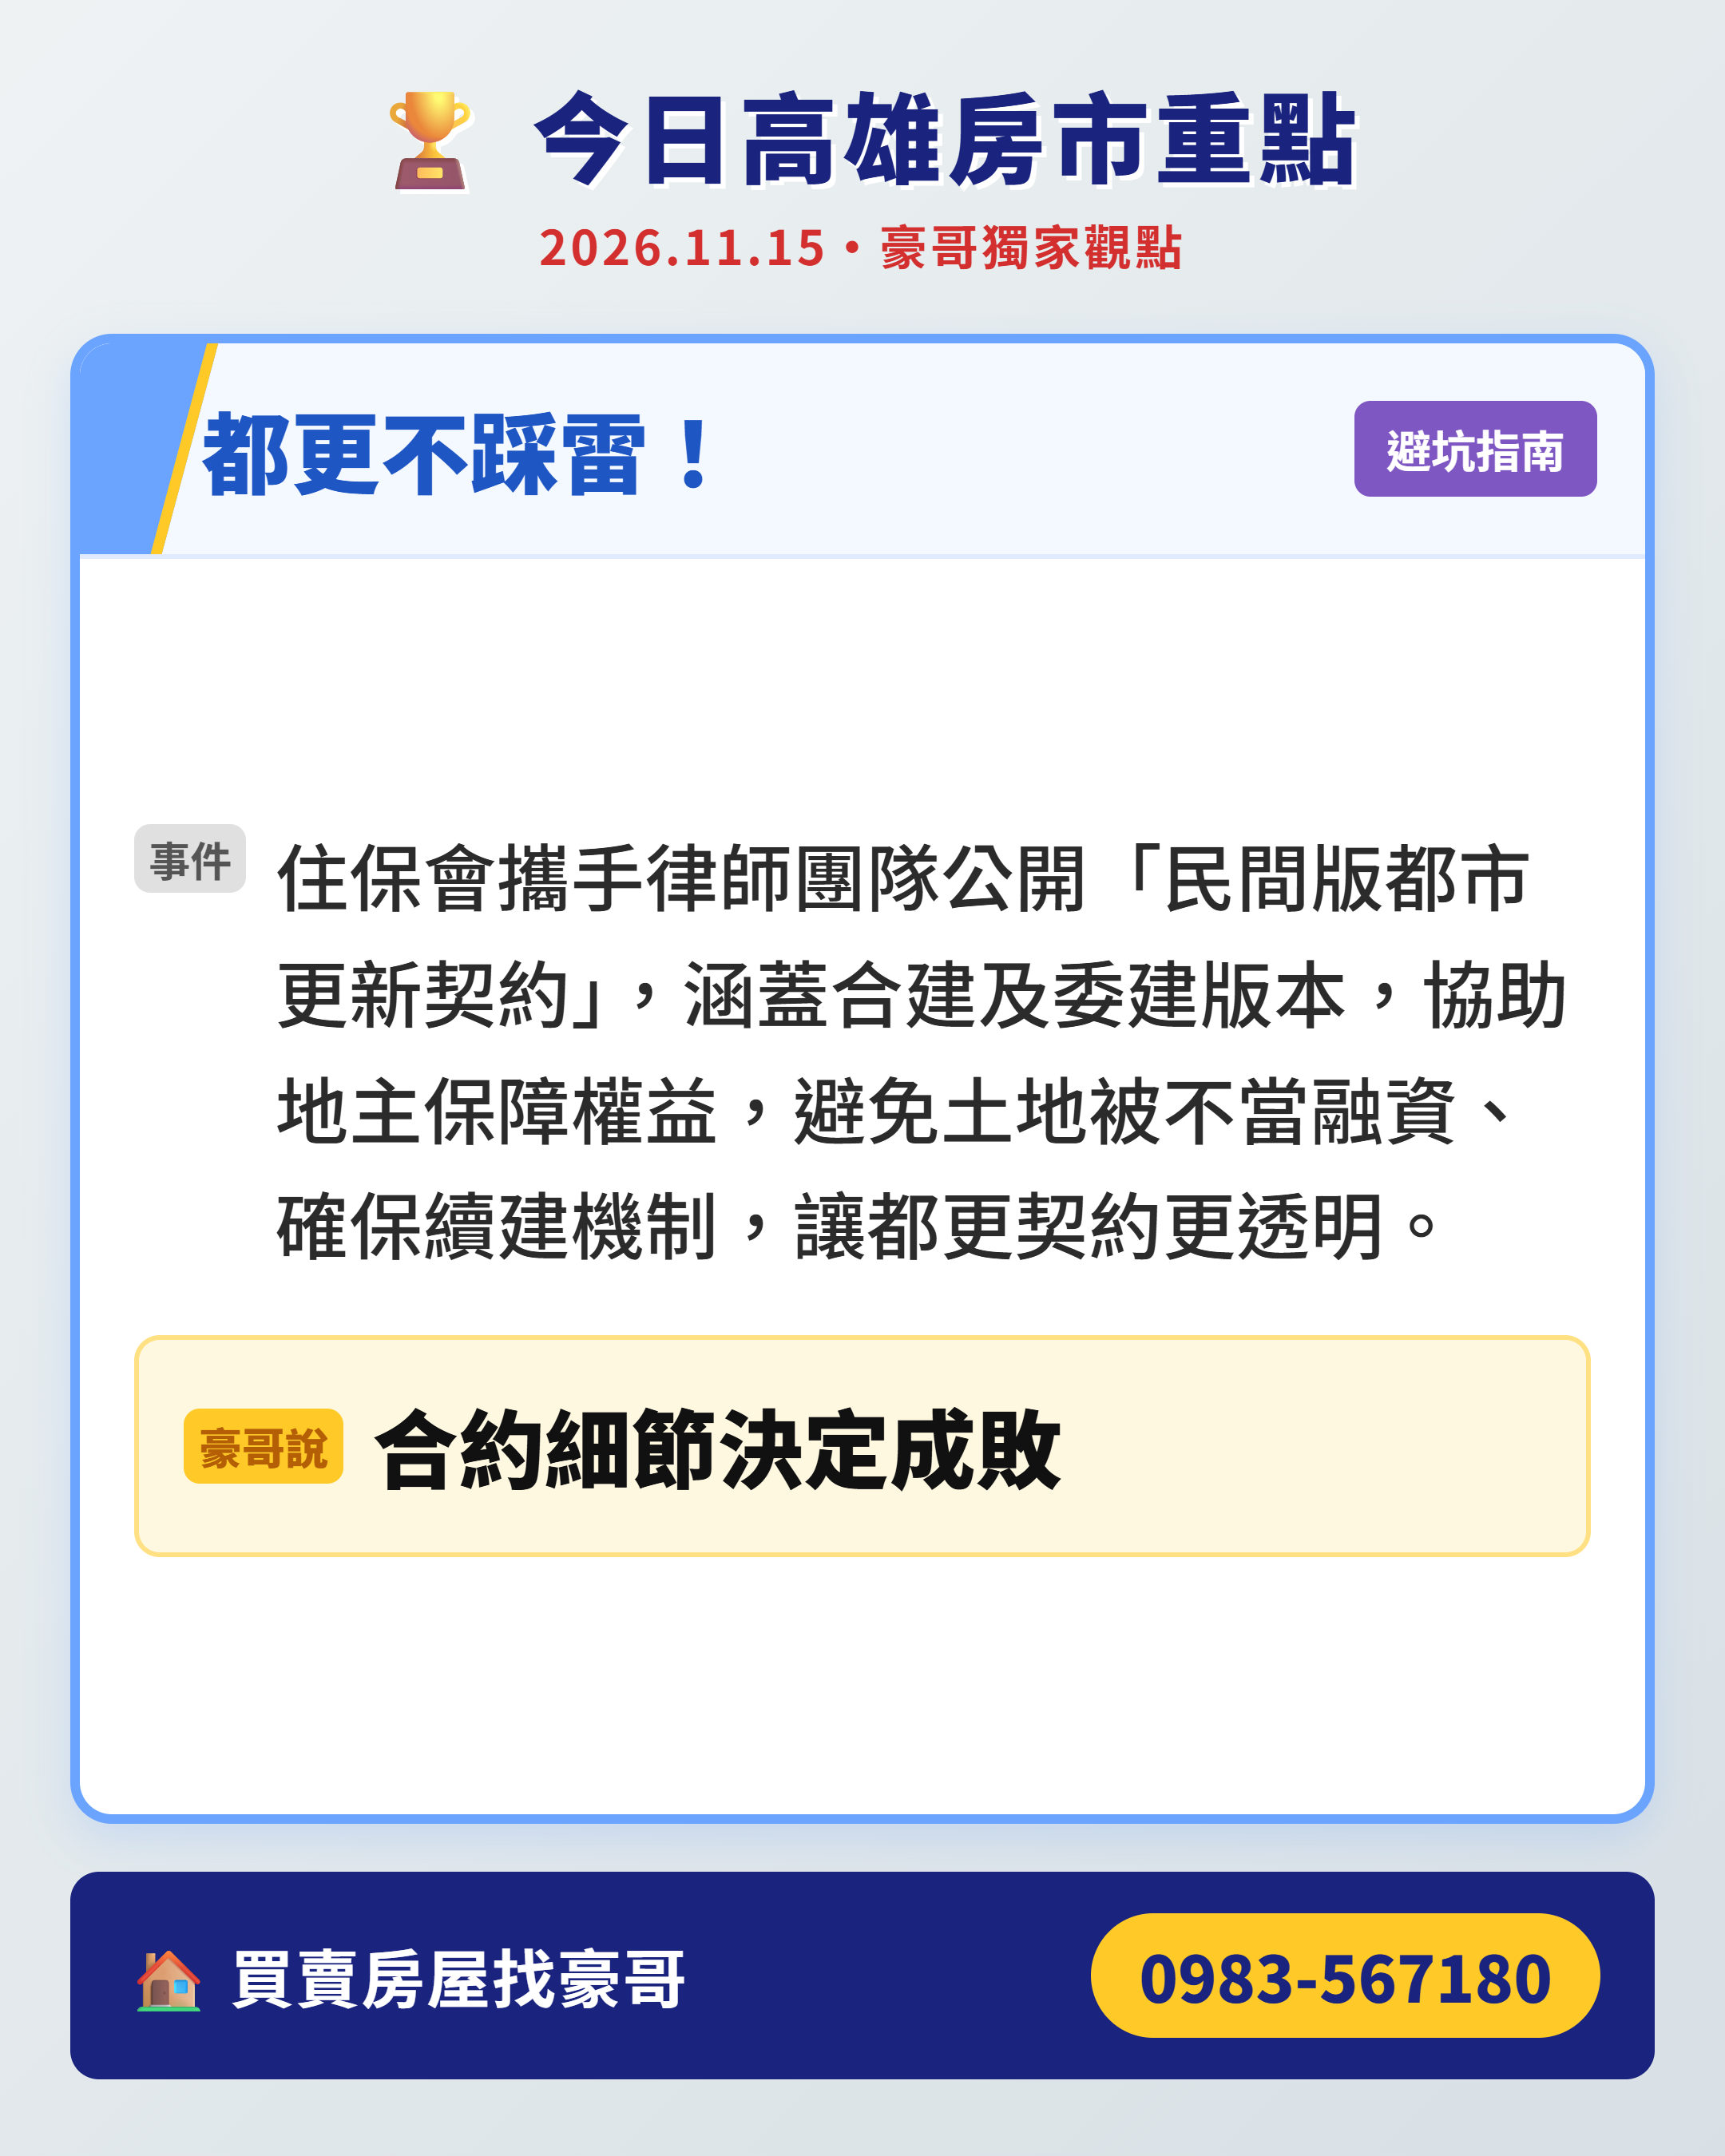 今日高雄房市重點
2026.11.15・豪哥獨家觀點
都更不踩雷！
避坑指南
事件
住保會攜手律師團隊公開「民間版都市
更新契約」，涵蓋合建及委建版本，協助
地主保障權益，避免土地被不當融資、
確保續建機制，讓都更契約更透明。
豪哥說
合約細節決定成敗
買賣房屋找豪哥
0983-567180